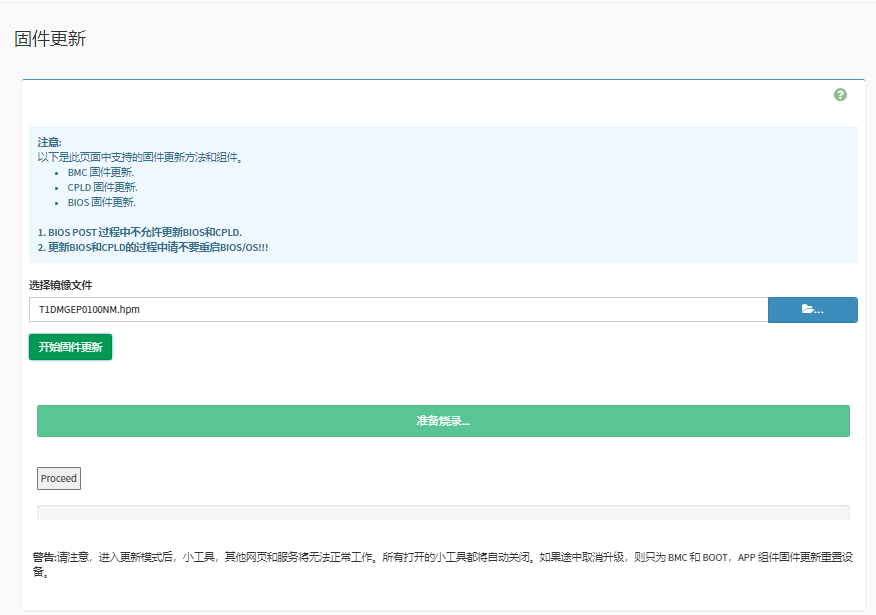 固件更新
?
注意:
以下是此页面中支持的固件更新方法和组件。
• BMC 固件更新.
• CPLD 固件更新.
• BIOS 固件更新.
1. BIOS POST 过程中不允许更新BIOS和CPLD.
2. 更新BIOS和CPLD的过程中请不要重启BIOS/OS!!!
选择镜像文件
T1DMGEP0100NM.hpm
...
开始固件更新
准备烧录...
Proceed
警告:请注意，进入更新模式后，小工具，其他网页和服务将无法正常工作。所有打开的小工具都将自动关闭。如果途中取消升级，则只为 BMC 和 BOOT，APP 组件固件更新重置设
备。